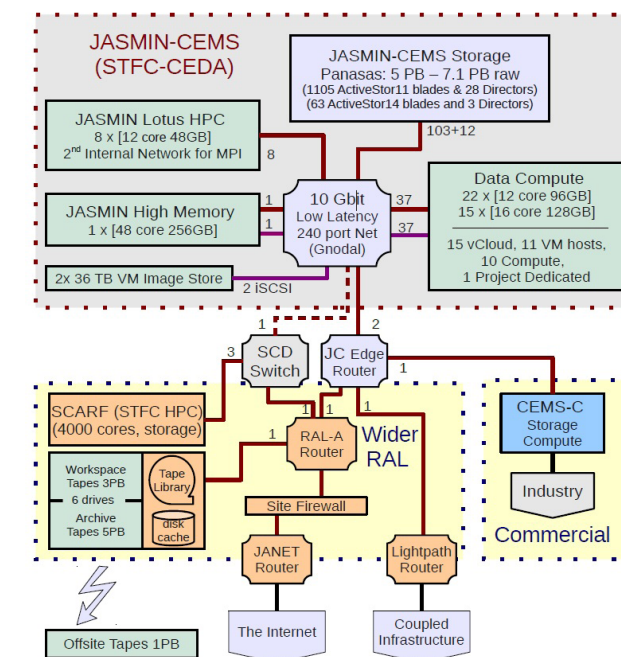 JASMIN-CEMS
(STFC-CEDA)
JASMIN-CEMS Storage
Panasas: 5 PB – 7.1 PB raw
(1105 ActiveStor11 blades & 28 Directors)
(63 ActiveStor14 blades and 3 Directors)
103+12
JASMIN Lotus HPC
8 x [12 core 48GB]
2nd Internal Network for MPI
8
JASMIN High Memory
1 x [48 core 256GB]
1
1
10 Gbit
Low Latency
240 port Net
(Gnodal)
37
37
Data Compute
22 x [12 core 96GB]
15 x [16 core 128GB]
15 vCloud, 11 VM hosts,
10 Compute,
1 Project Dedicated
2x 36 TB VM Image Store
2 iSCSI
1
2
3
SCD
Switch
JC Edge
Router
1
SCARF (STFC HPC)
(4000 cores, storage)
1
1
1
Wider
RAL
RAL-A
Router
1
Workspace
Tapes 3PB
6 drives
Archive
Tapes 5PB
Tape
Library
disk
cache
Site Firewall
JANET
Router
Lightpath
Router
CEMS-C
Storage
Compute
Industry
Commercial
The Internet
Coupled
Infrastructure
Offsite Tapes 1PB